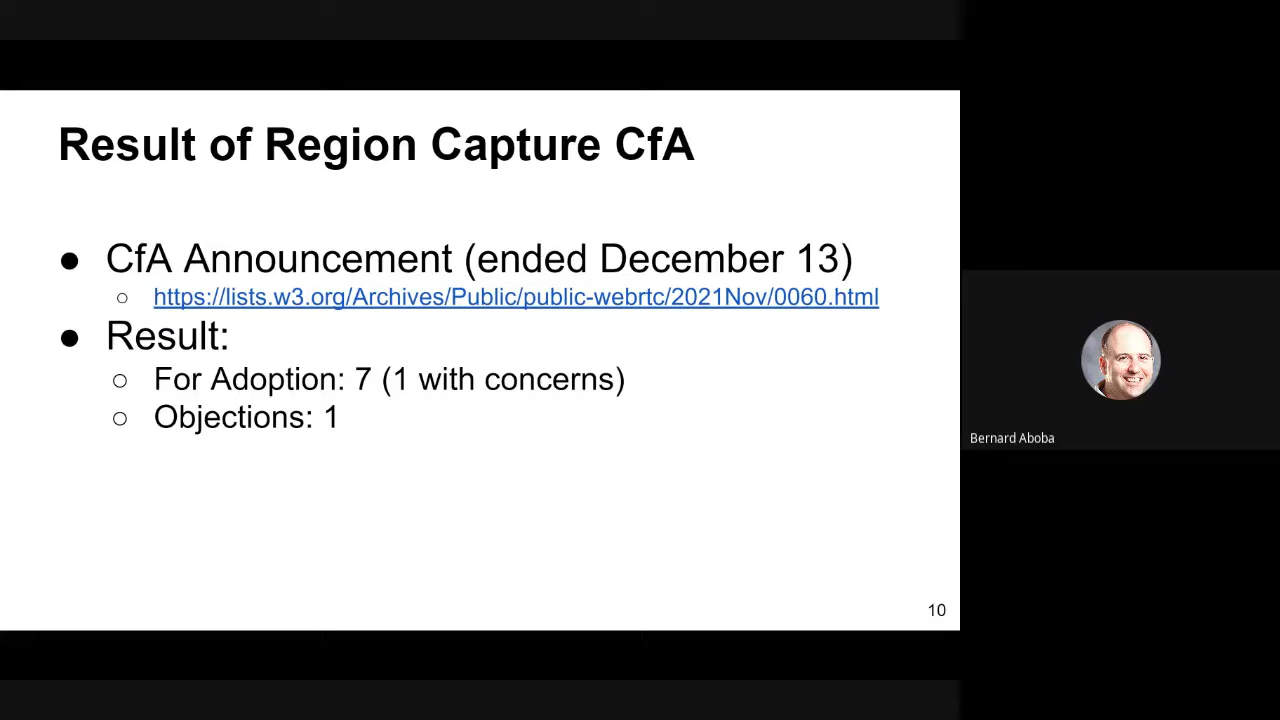 Result of Region Capture CfA
● CfA Announcement (ended December 13)
○ https://lists.w3.org/Archives/Public/public-webrtc/2021Nov/0060.html
● Result:
○ For Adoption: 7 (1 with concerns)
○ Objections: 1
10
Bernard Aboba